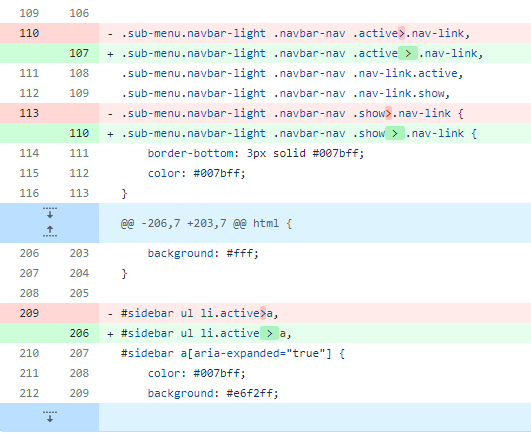 109 106
110 - .sub-menu.navbar-light .navbar-nav .active>.nav-link,
107 + .sub-menu.navbar-light .navbar-nav .active > .nav-link,
111 108 .sub-menu.navbar-light .navbar-nav .nav-link.active,
112 109 .sub-menu.navbar-light .navbar-nav .nav-link.show,
113 - .sub-menu.navbar-light .navbar-nav .show>.nav-link {
110 + .sub-menu.navbar-light .navbar-nav .show > .nav-link {
114 111 border-bottom: 3px solid #007bff;
115 112 color: #007bff;
116 113 }
@@ -206,7 +203,7 @@ html {
206 203 background: #fff;
207 204 }
208 205
209 - #sidebar ul li.active>a,
206 + #sidebar ul li.active > a,
210 207 #sidebar a[aria-expanded="true"] {
211 208 color: #007bff;
212 209 background: #e6f2ff;